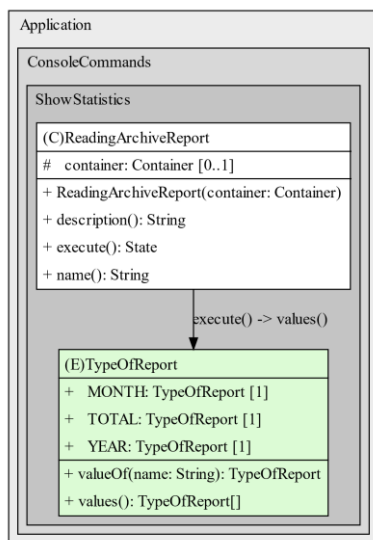 Application
ConsoleCommands
ShowStatistics
(C)ReadingArchiveReport
# container: Container [0..1]
+ ReadingArchiveReport(container: Container)
+ description(): String
+ execute(): State
+ name(): String
execute() -> values()
(E)TypeOfReport
+ MONTH: TypeOfReport [1]
+ TOTAL: TypeOfReport [1]
+ YEAR: TypeOfReport [1]
+ valueOf(name: String): TypeOfReport
+ values(): TypeOfReport[]